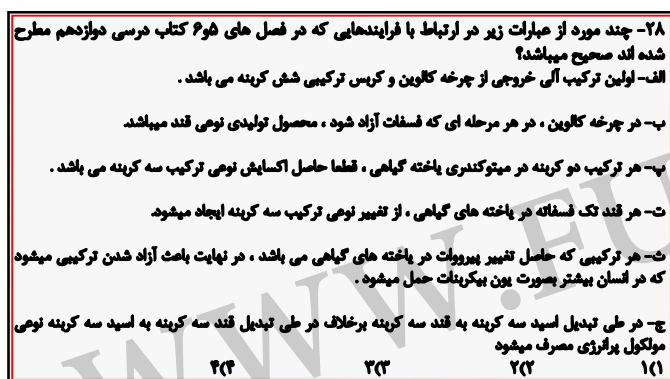 ۲۸- چند مورد از عبارات زیر در ارتباط با فرایندهایی که در فصل های ۵و۶ کتاب درسی دوازدهم مطرح
شده اند صحیح میباشد؟
الف- اولین ترکیب آلی خروجی از چرخه کالوین و کربس ترکیبی شش کربنه می باشد .
ب- در چرخه کالوین ، در هر مرحله ای که فسفات آزاد شود ، محصول تولیدی نوعی قند میباشد.
پ- هر ترکیب دو کربنه در میتوکندری یاخته گیاهی ، قطعا حاصل اکسایش نوعی ترکیب سه کربنه می باشد .
ت- هر قند تک فسفاته در یاخته های گیاهی ، از تغییر نوعی ترکیب سه کربنه ایجاد میشود.
ث- هر ترکیبی که حاصل تغییر پیرووات در یاخته های گیاهی می باشد ، در نهایت باعث آزاد شدن ترکیبی میشود
که در انسان بیشتر بصورت یون بیکربنات حمل میشود .
ج- در طی تبدیل اسید سه کربنه به قند سه کربنه برخلاف در طی تبدیل قند سه کربنه به اسید سه کربنه نوعی
مولکول پرانرژی مصرف میشود
۱)۱ ۲)۲ ۳)۳ ۴)۴
WWW.FU